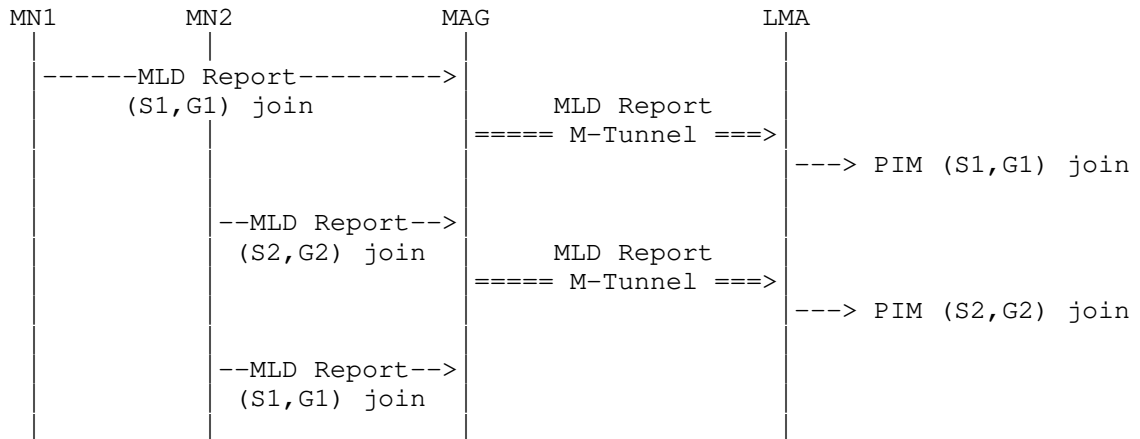 MN1 MN2 MAG LMA
| | | |
|------MLD Report--------->| |
| (S1,G1) join | MLD Report |
| | |===== M-Tunnel ===>|
| | | |---> PIM (S1,G1) join
| | | |
| |--MLD Report-->| |
| | (S2,G2) join | MLD Report |
| | |===== M-Tunnel ===>|
| | | |---> PIM (S2,G2) join
| | | |
| |--MLD Report-->| |
| | (S1,G1) join | |
| | | |